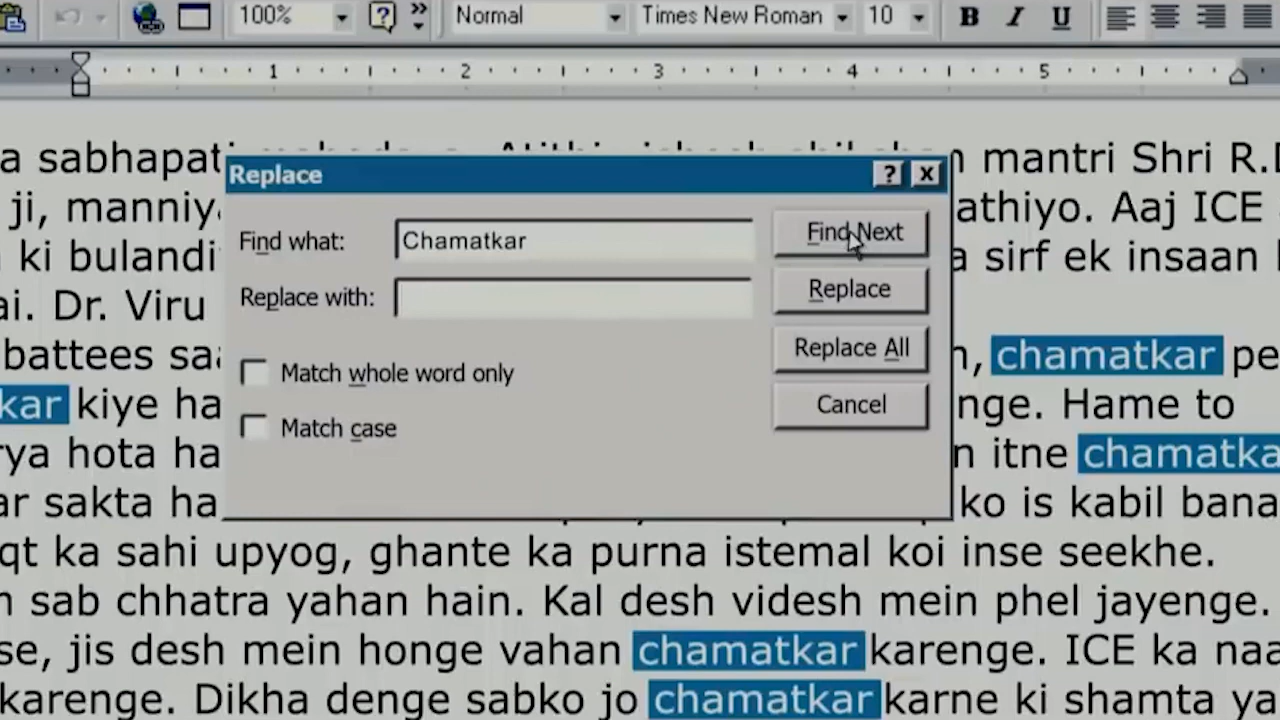 100% Normal Times New Roman 10 B I U
1 2 3 4 5
a sabhapati mantri Shri R.D
Replace
ji, manniya athiyo. Aaj ICE
Find what: Chamatkar Find Next
ki bulandi a sirf ek insaan
Replace with: Replace
ai. Dr. Viru
Replace All
battees saa chamatkar pe
Match whole word only
kar kiye ha nge. Hame to
Cancel
Match case
rya hota ha n itne chamatka
ar sakta ha ko is kabil bana
qt ka sahi upyog, ghante ka purna istemal koi inse seekhe.
sab chhatra yahan hain. Kal desh videsh mein phel jayenge.
se, jis desh mein honge vahan chamatkar karenge. ICE ka naa
karenge. Dikha denge sabko jo chamatkar karne ki shamta ya